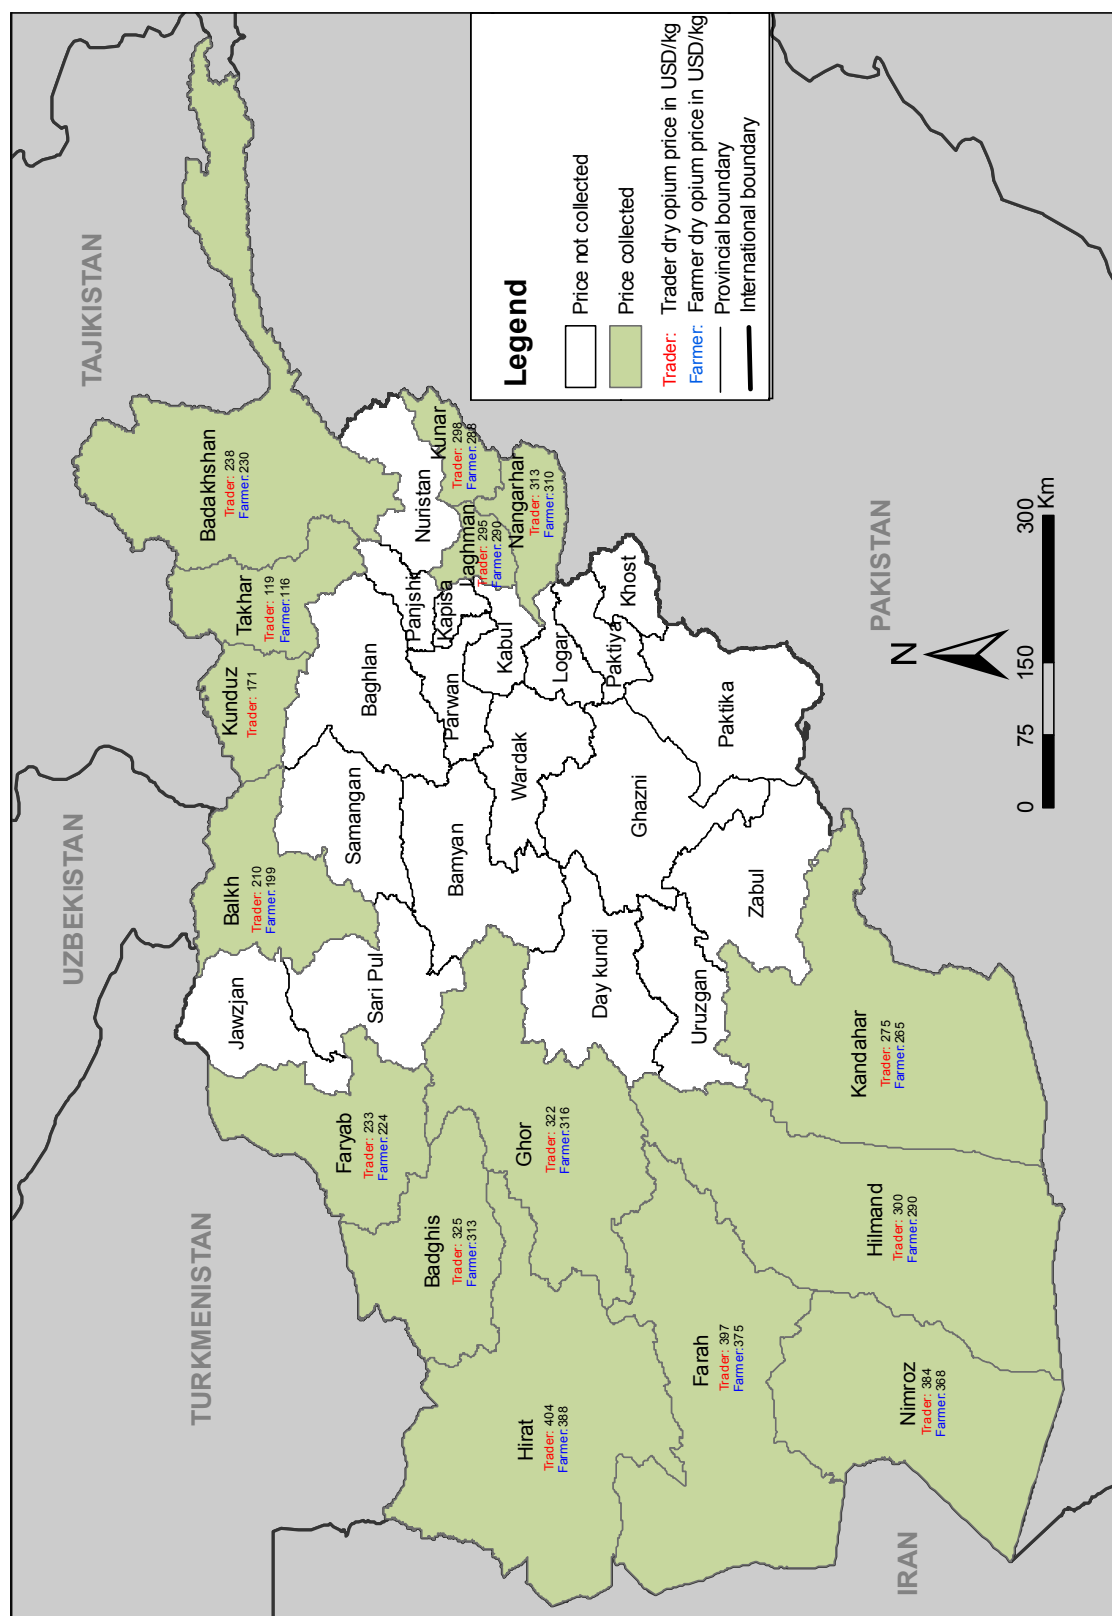 TAJIKISTAN
UZBEKISTAN
TURKMENISTAN
Badakhshan
Trader: 238
Farmer:230
Takhar
Trader: 119
Farmer:116
Kunduz
Trader: 171
Balkh
Trader: 210
Farmer:199
Jawzjan
Faryab
Trader: 233
Farmer:224
Sari Pul
Samangan
Baghlan
Panjshir
Nuristan
Kunar
Trader: 298
Farmer:288
Kapisa
Laghman
Trader: 295
Farmer:290
Nangarhar
Trader: 313
Farmer:310
Badghis
Trader: 325
Farmer:313
Bamyan
Parwan
Kabul
Wardak
Logar
Hirat
Trader: 404
Farmer:388
Ghor
Trader: 322
Farmer:316
Day kundi
Ghazni
Paktiya
Khost
Farah
Trader: 397
Farmer:375
Uruzgan
Zabul
Paktika
Nimroz
Trader: 384
Farmer:368
Hilmand
Trader: 300
Farmer:290
Kandahar
Trader: 275
Farmer:265
IRAN
PAKISTAN
N
0 75 150 300
Km
Legend
Price not collected
Price collected
Trader: Trader dry opium price in USD/kg
Farmer: Farmer dry opium price in USD/kg
Provincial boundary
International boundary